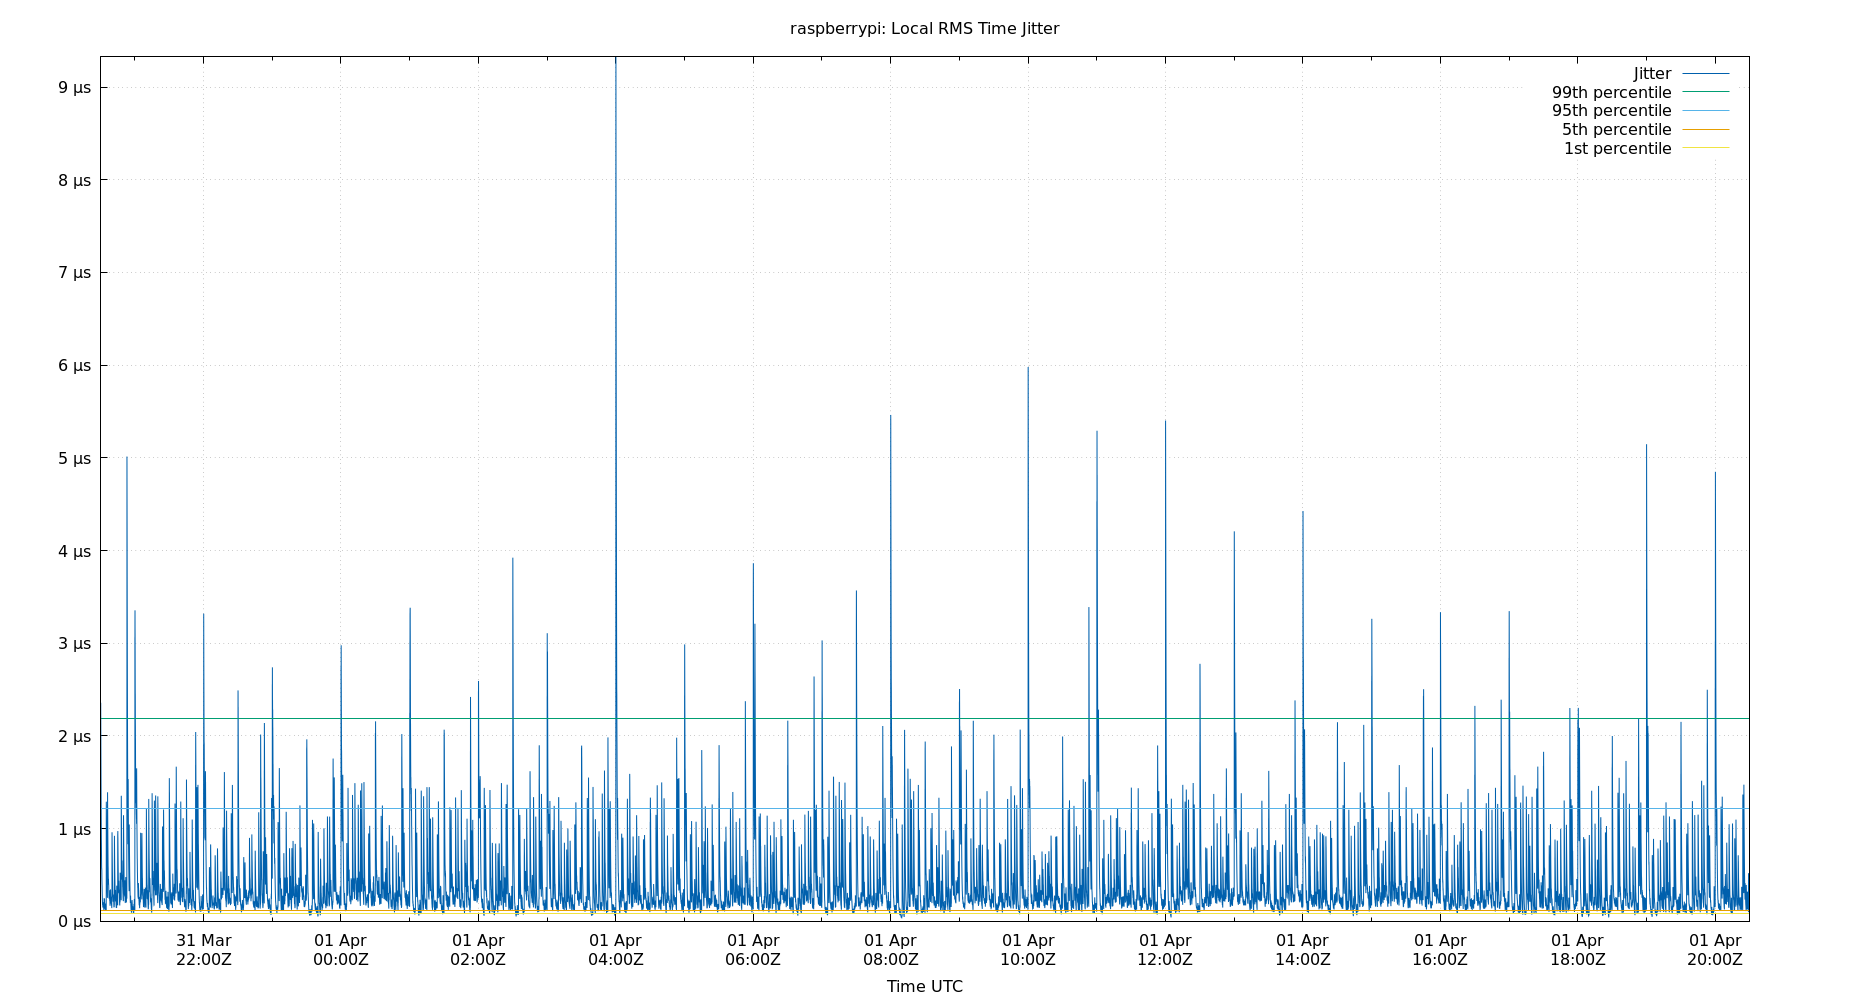 raspberrypi: Local RMS Time Jitter
Jitter
99th percentile
95th percentile
5th percentile
1st percentile
9 µs
8 µs
7 µs
6 µs
5 µs
4 µs
3 µs
2 µs
1 µs
0 µs
31 Mar 01 Apr 01 Apr 01 Apr 01 Apr 01 Apr 01 Apr 01 Apr 01 Apr 01 Apr 01 Apr 01 Apr
22:00Z 00:00Z 02:00Z 04:00Z 06:00Z 08:00Z 10:00Z 12:00Z 14:00Z 16:00Z 18:00Z 20:00Z
Time UTC